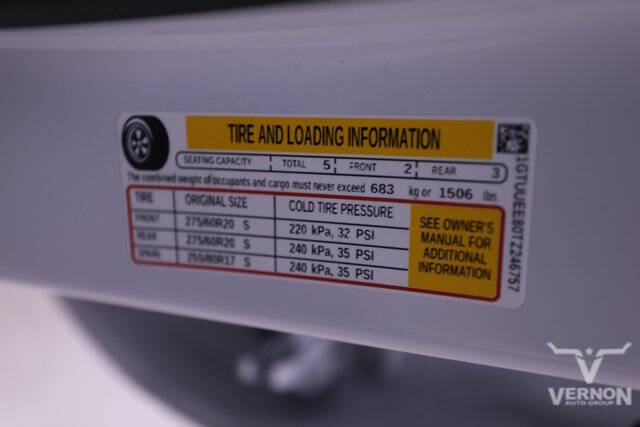 TIRE AND LOADING INFORMATION
SEATING CAPACITY TOTAL 5 FRONT 2 REAR 3
The combined weight of occupants and cargo must never exceed 683 kg or 1506 lbs.
TIRE ORIGINAL SIZE COLD TIRE PRESSURE
FRONT 275/60R20 S 220 kPa, 32 PSI
REAR 275/60R20 S 240 kPa, 35 PSI
SPARE 255/80R17 S 240 kPa, 35 PSI
SEE OWNER'S
MANUAL FOR
ADDITIONAL
INFORMATION
1GTUUEE80TZ246757
VERNON
AUTO GROUP